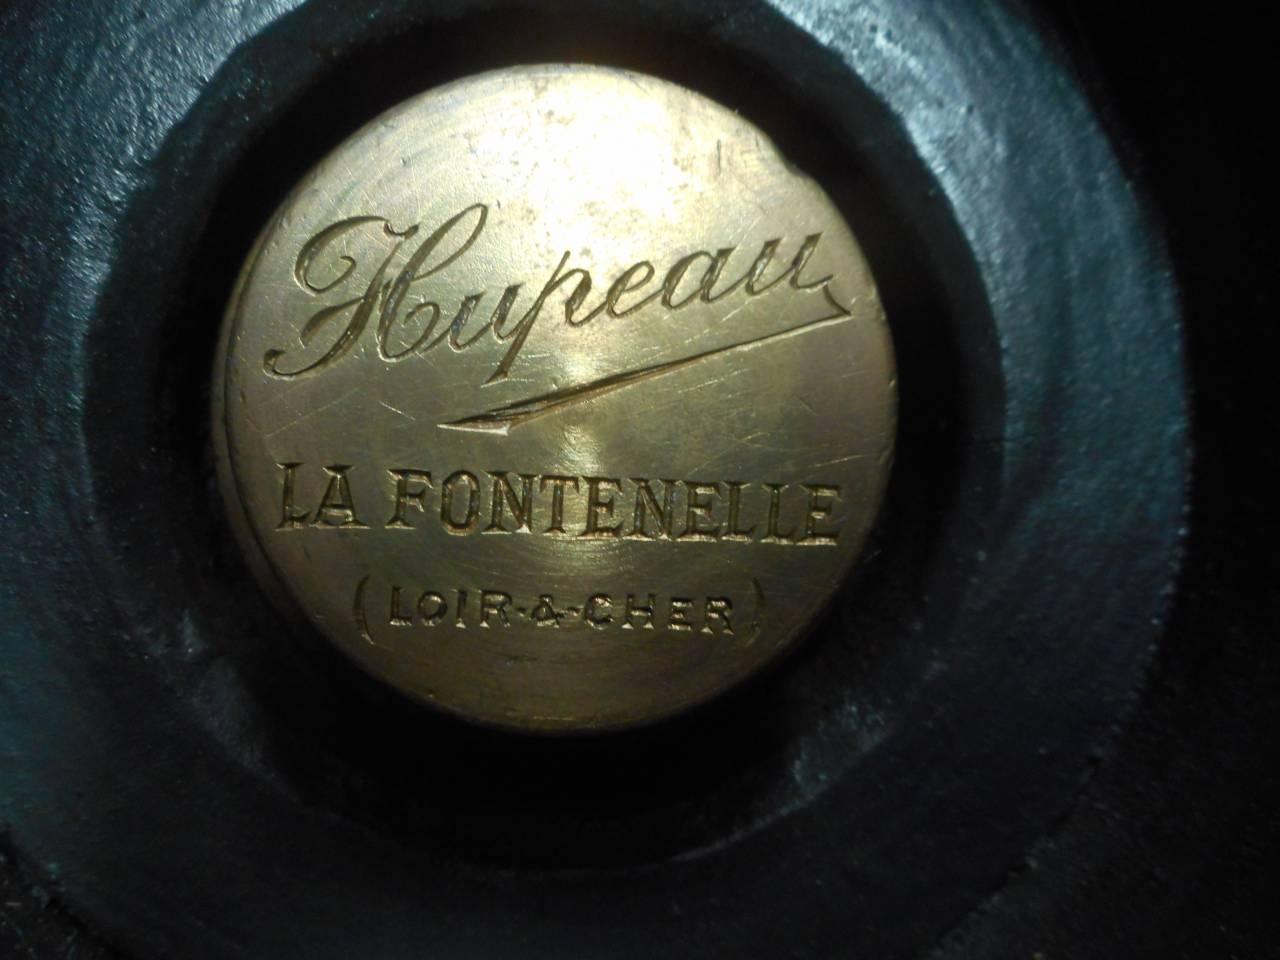 Hupeau
LA FONTENELLE
(LOIR-&-CHER)